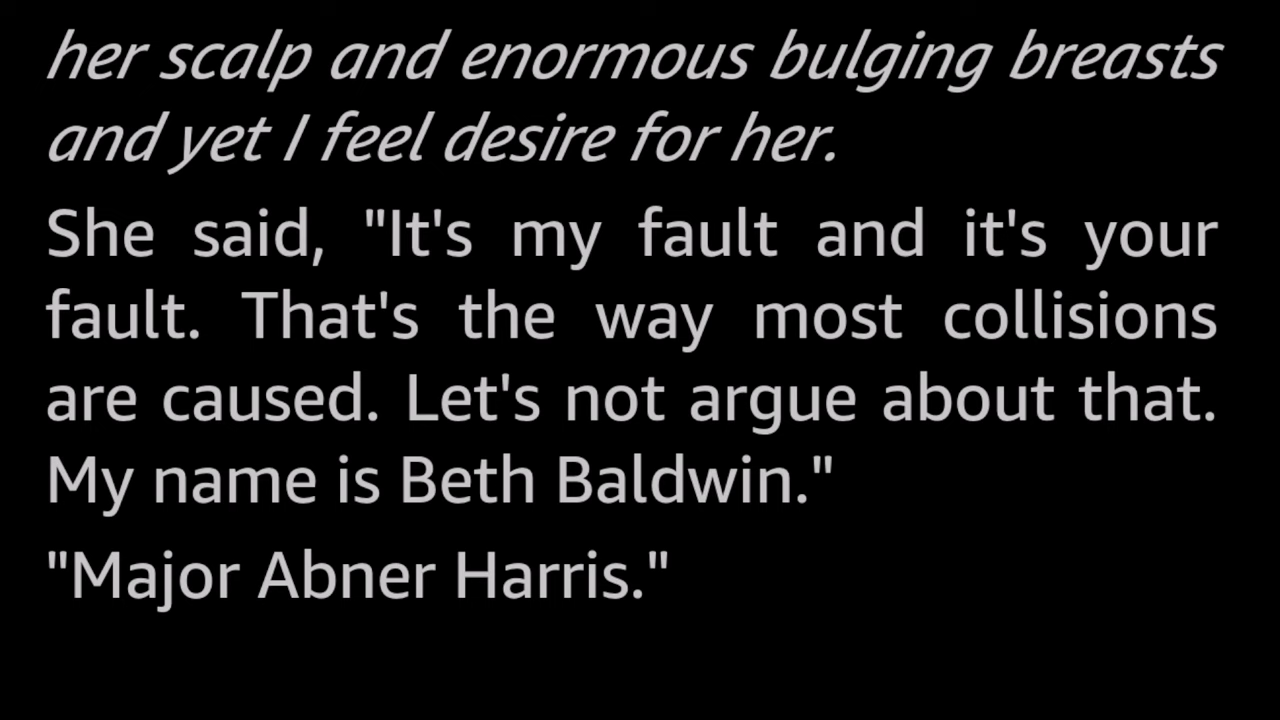 her scalp and enormous bulging breasts
and yet I feel desire for her.
She said, "It's my fault and it's your
fault. That's the way most collisions
are caused. Let's not argue about that.
My name is Beth Baldwin."
"Major Abner Harris."